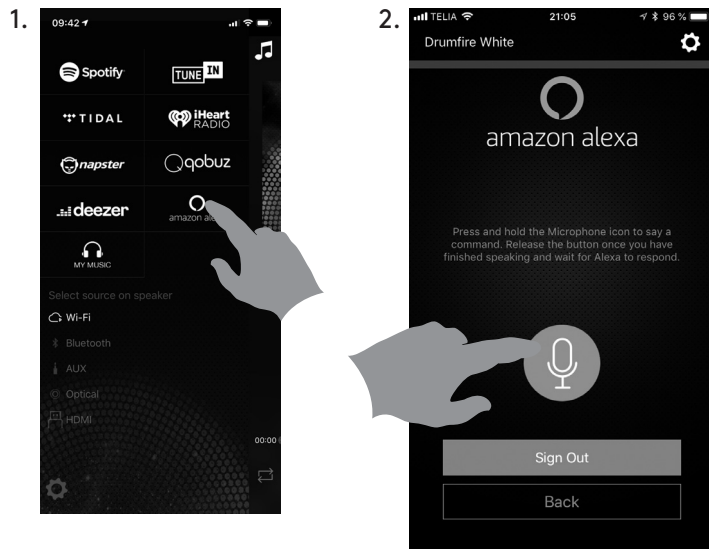 1.
09:42
Spotify
TUNE IN
TIDAL
iHeart
RADIO
napster
qobuz
deezer
amazon ale
MY MUSIC
Select source on speaker
Wi-Fi
Bluetooth
AUX
Optical
HDMI
00:00
2.
TELIA
21:05
96 %
Drumfire White
amazon alexa
Press and hold the Microphone icon to say a
command. Release the button once you have
finished speaking and wait for Alexa to respond.
Sign Out
Back